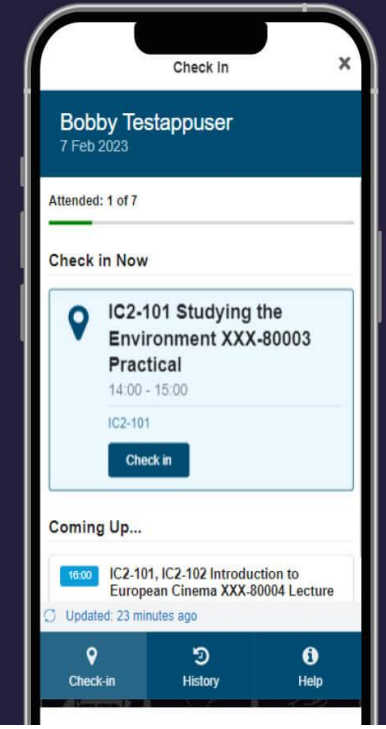 Check In
Bobby Testappuser
7 Feb 2023
Attended: 1 of 7
Check in Now
IC2-101 Studying the
Environment XXX-80003
Practical
14:00 - 15:00
IC2-101
Check in
Coming Up...
16:00
IC2-101, IC2-102 Introduction to
European Cinema XXX-80004 Lecture
Updated: 23 minutes ago
Check-in
History
Help